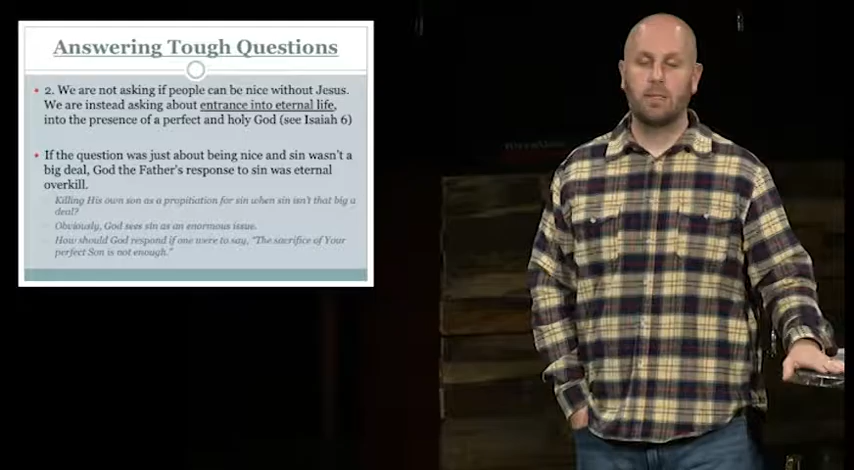 Answering Tough Questions
2. We are not asking if people can be nice without Jesus.
We are instead asking about entrance into eternal life,
into the presence of a perfect and holy God (see Isaiah 6)
If the question was just about being nice and sin wasn't a
big deal, God the Father's response to sin was eternal
overkill.
Killing His own son as a propitiation for sin when sin isn't that big a
deal?
Obviously, God sees sin as an enormous issue.
How should God respond if one were to say, "The sacrifice of Your
perfect Son is not enough."